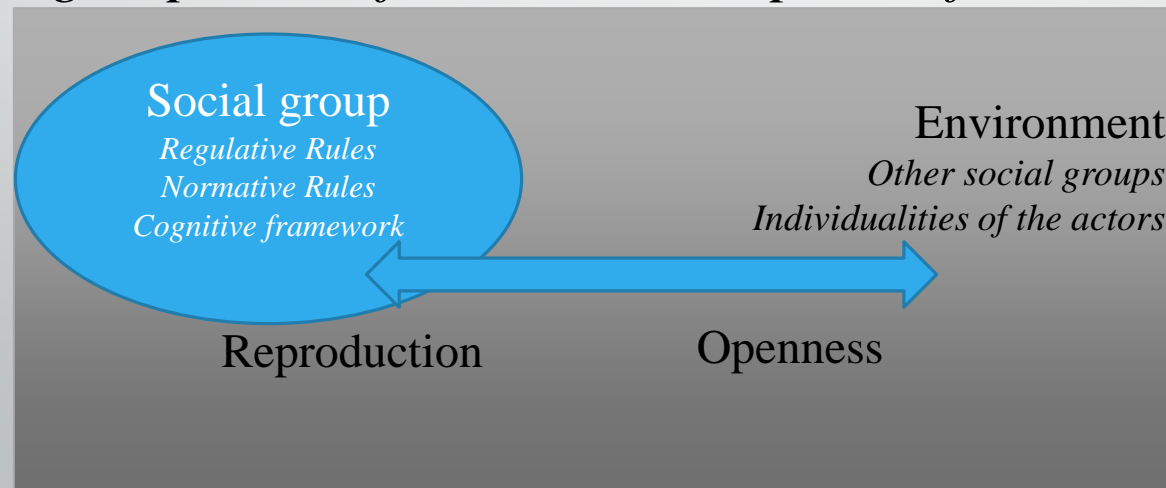 Social group
Regulative Rules
Normative Rules
Cognitive framework
Environment
Other social groups
Individualities of the actors
Reproduction
Openness